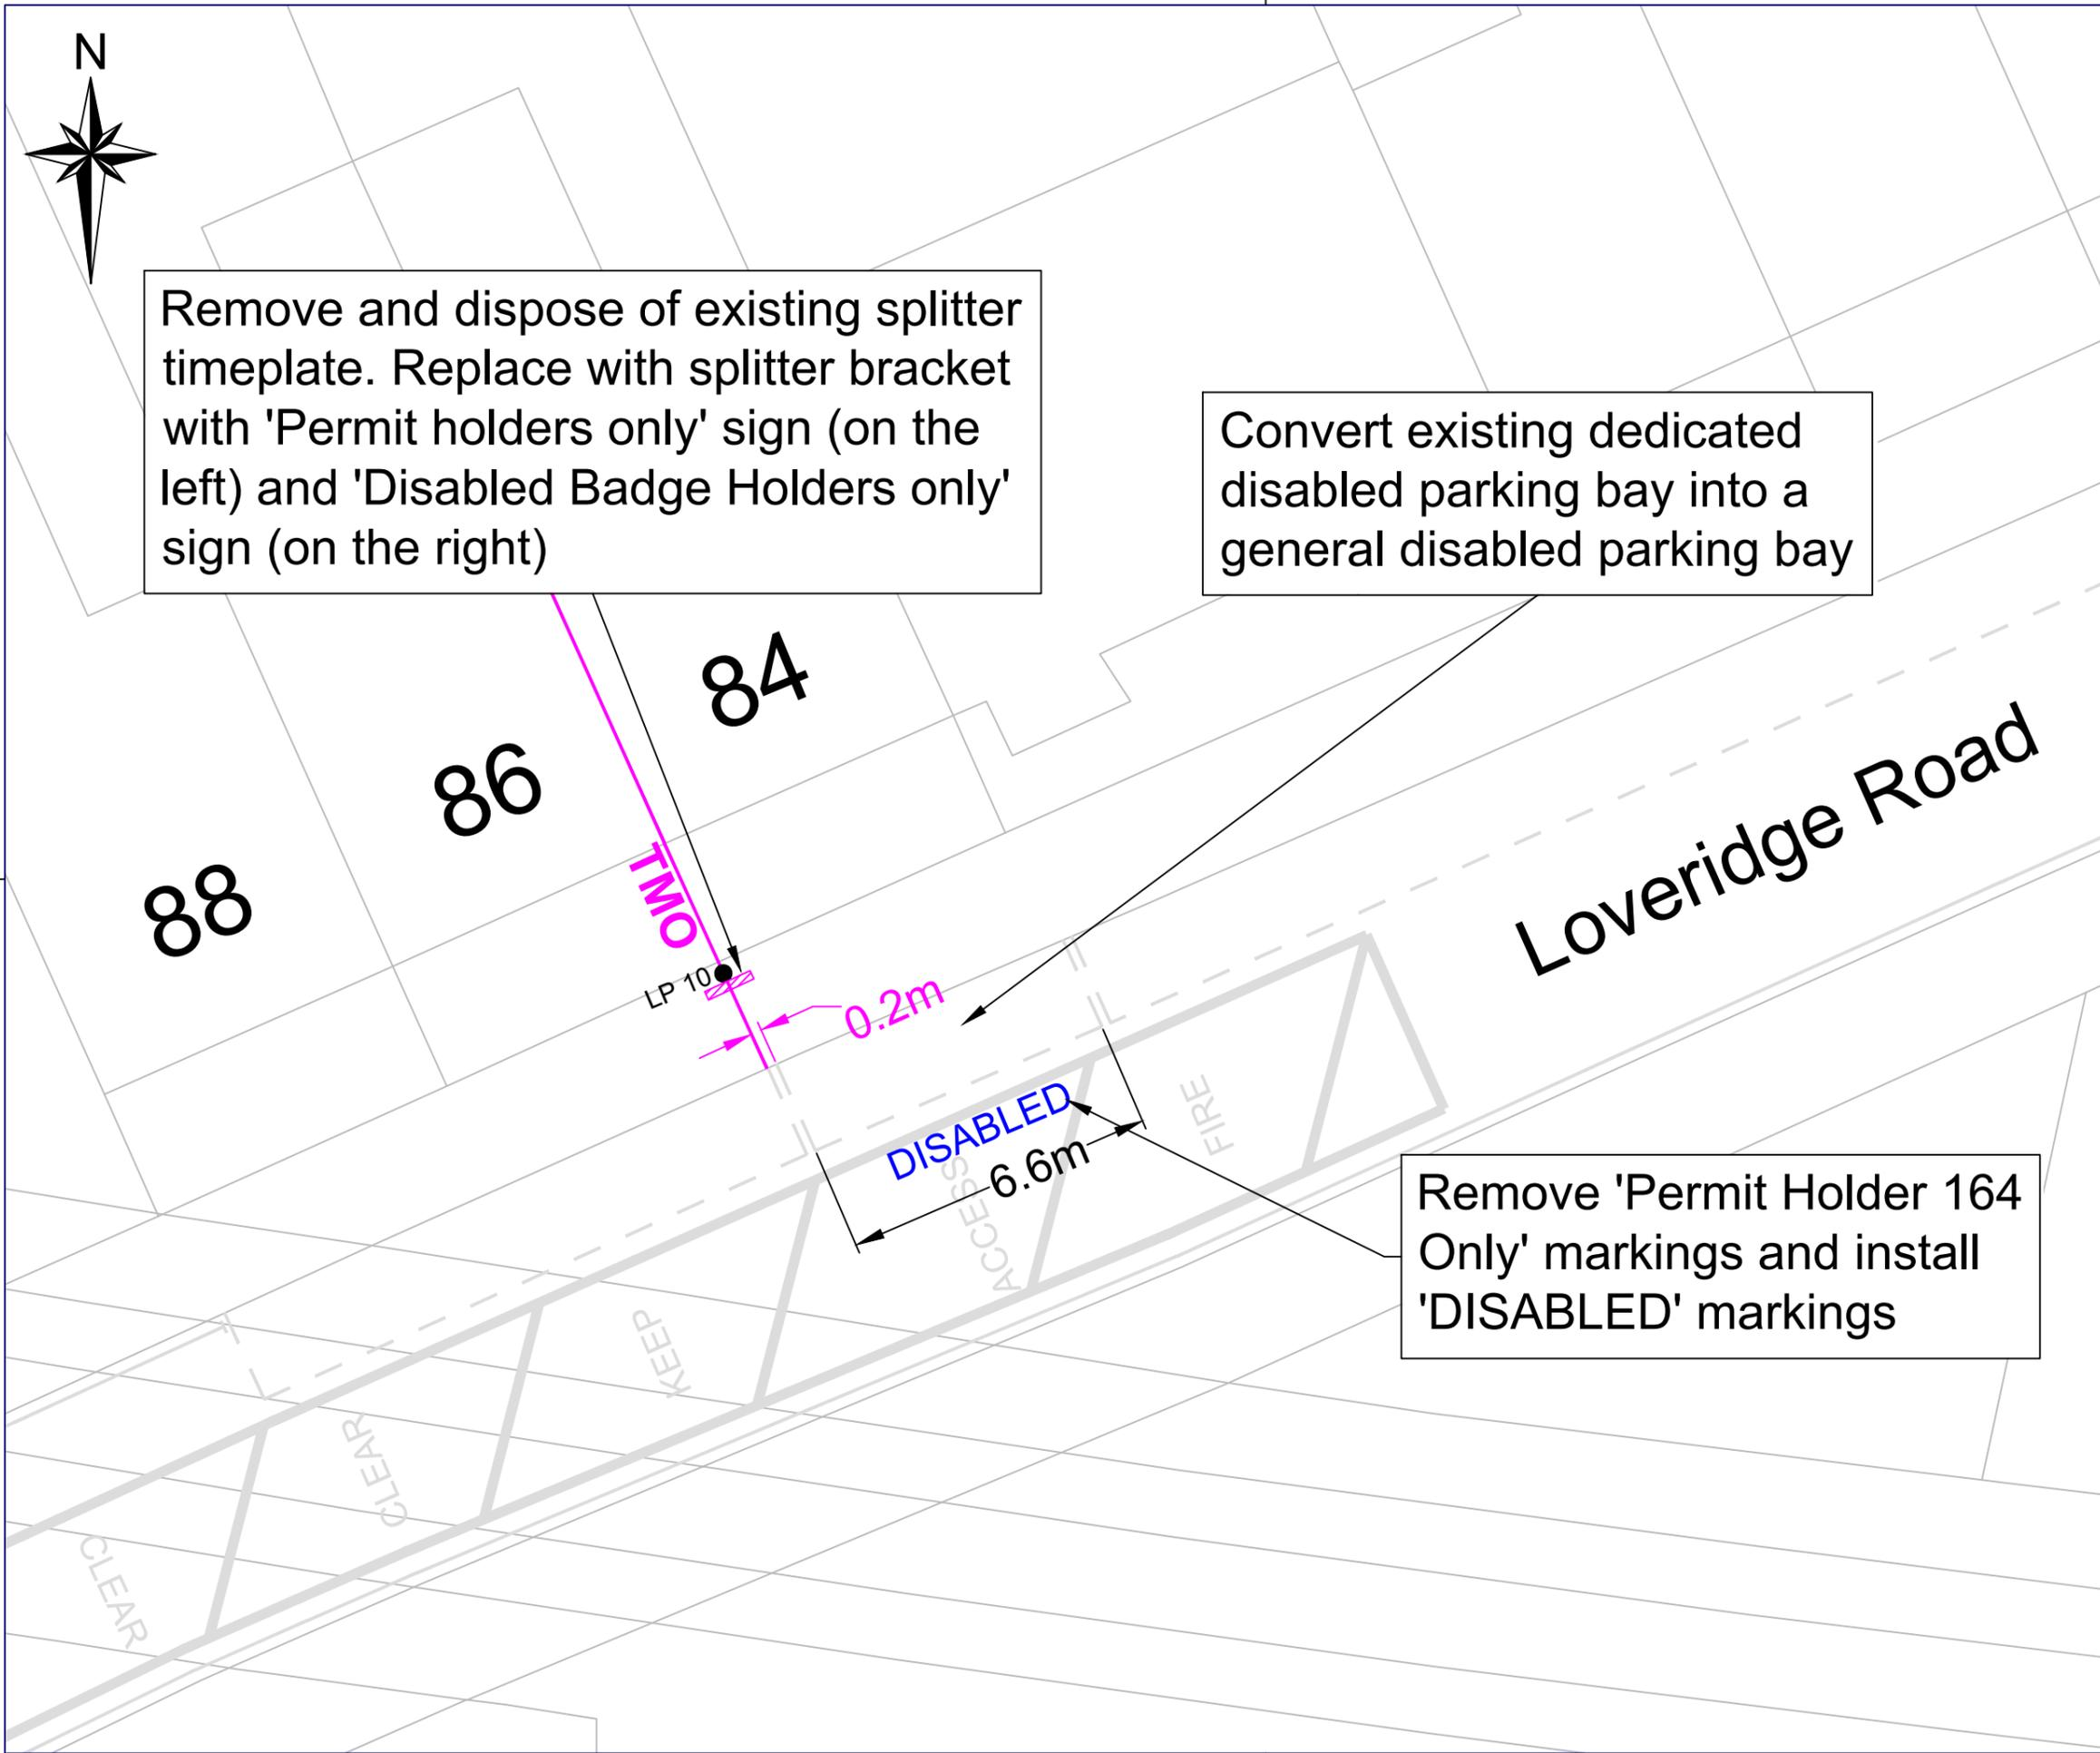 N
Remove and dispose of existing splitter
timeplate. Replace with splitter bracket
with 'Permit holders only' sign (on the
left) and 'Disabled Badge Holders only'
sign (on the right)
Convert existing dedicated
disabled parking bay into a
general disabled parking bay
84
86
88
TMO
LP 10
0.2m
Loveridge Road
DISABLED
6.6m
FIRE
ACCCESS
KEEP
CLEAR
CLEAR
Remove 'Permit Holder 164
Only' markings and install
'DISABLED' markings